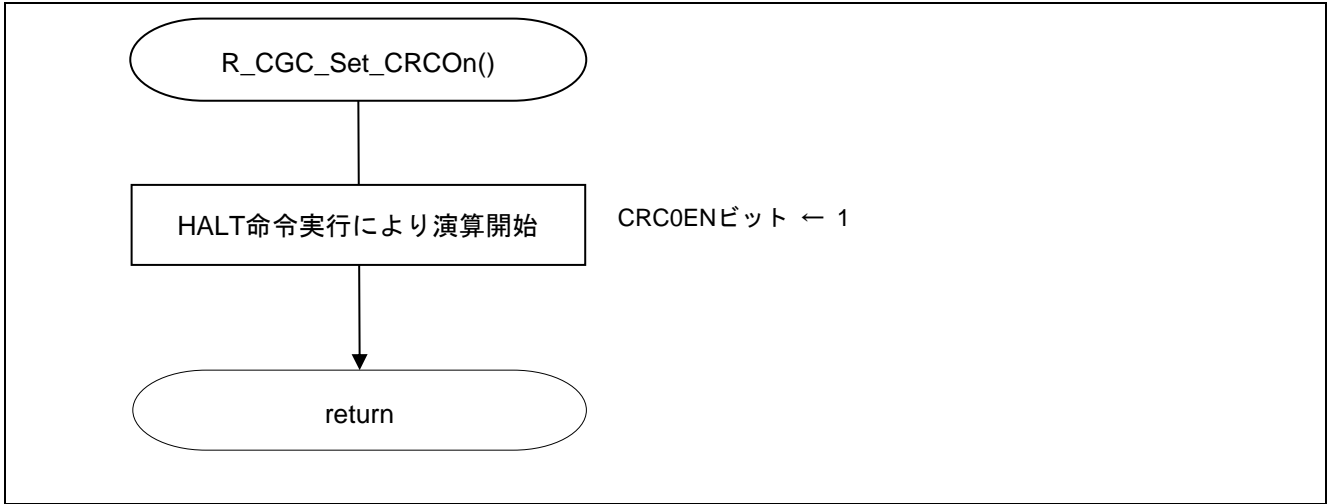 R_CGC_Set_CRCOn()
HALT命令実行により演算開始
CRC0ENビット ← 1
return